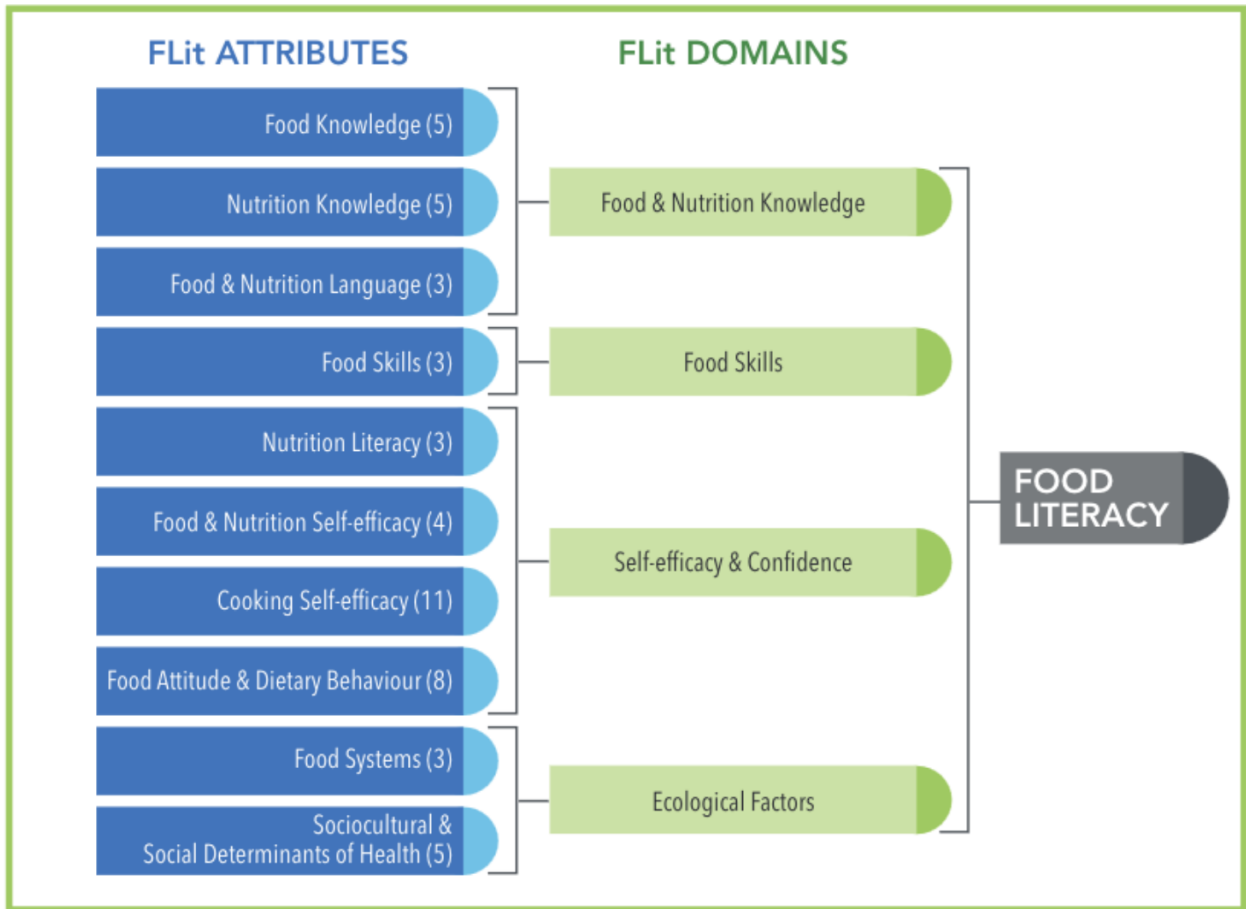 FLit ATTRIBUTES
FLit DOMAINS
Food Knowledge (5)
Nutrition Knowledge (5)
Food & Nutrition Language (3)
Food Skills (3)
Nutrition Literacy (3)
Food & Nutrition Self-efficacy (4)
Cooking Self-efficacy (11)
Food Attitude & Dietary Behaviour (8)
Food Systems (3)
Sociocultural &
Social Determinants of Health (5)
Food & Nutrition Knowledge
Food Skills
Self-efficacy & Confidence
Ecological Factors
FOOD
LITERACY